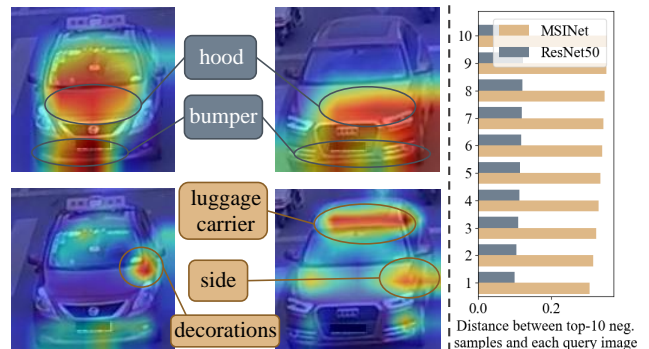 hood
bumper
luggage
carrier
side
decorations
MSINet
ResNet50
10
9
8
7
6
5
4
3
2
1
0.0
0.2
Distance between top-10 neg.
samples and each query image